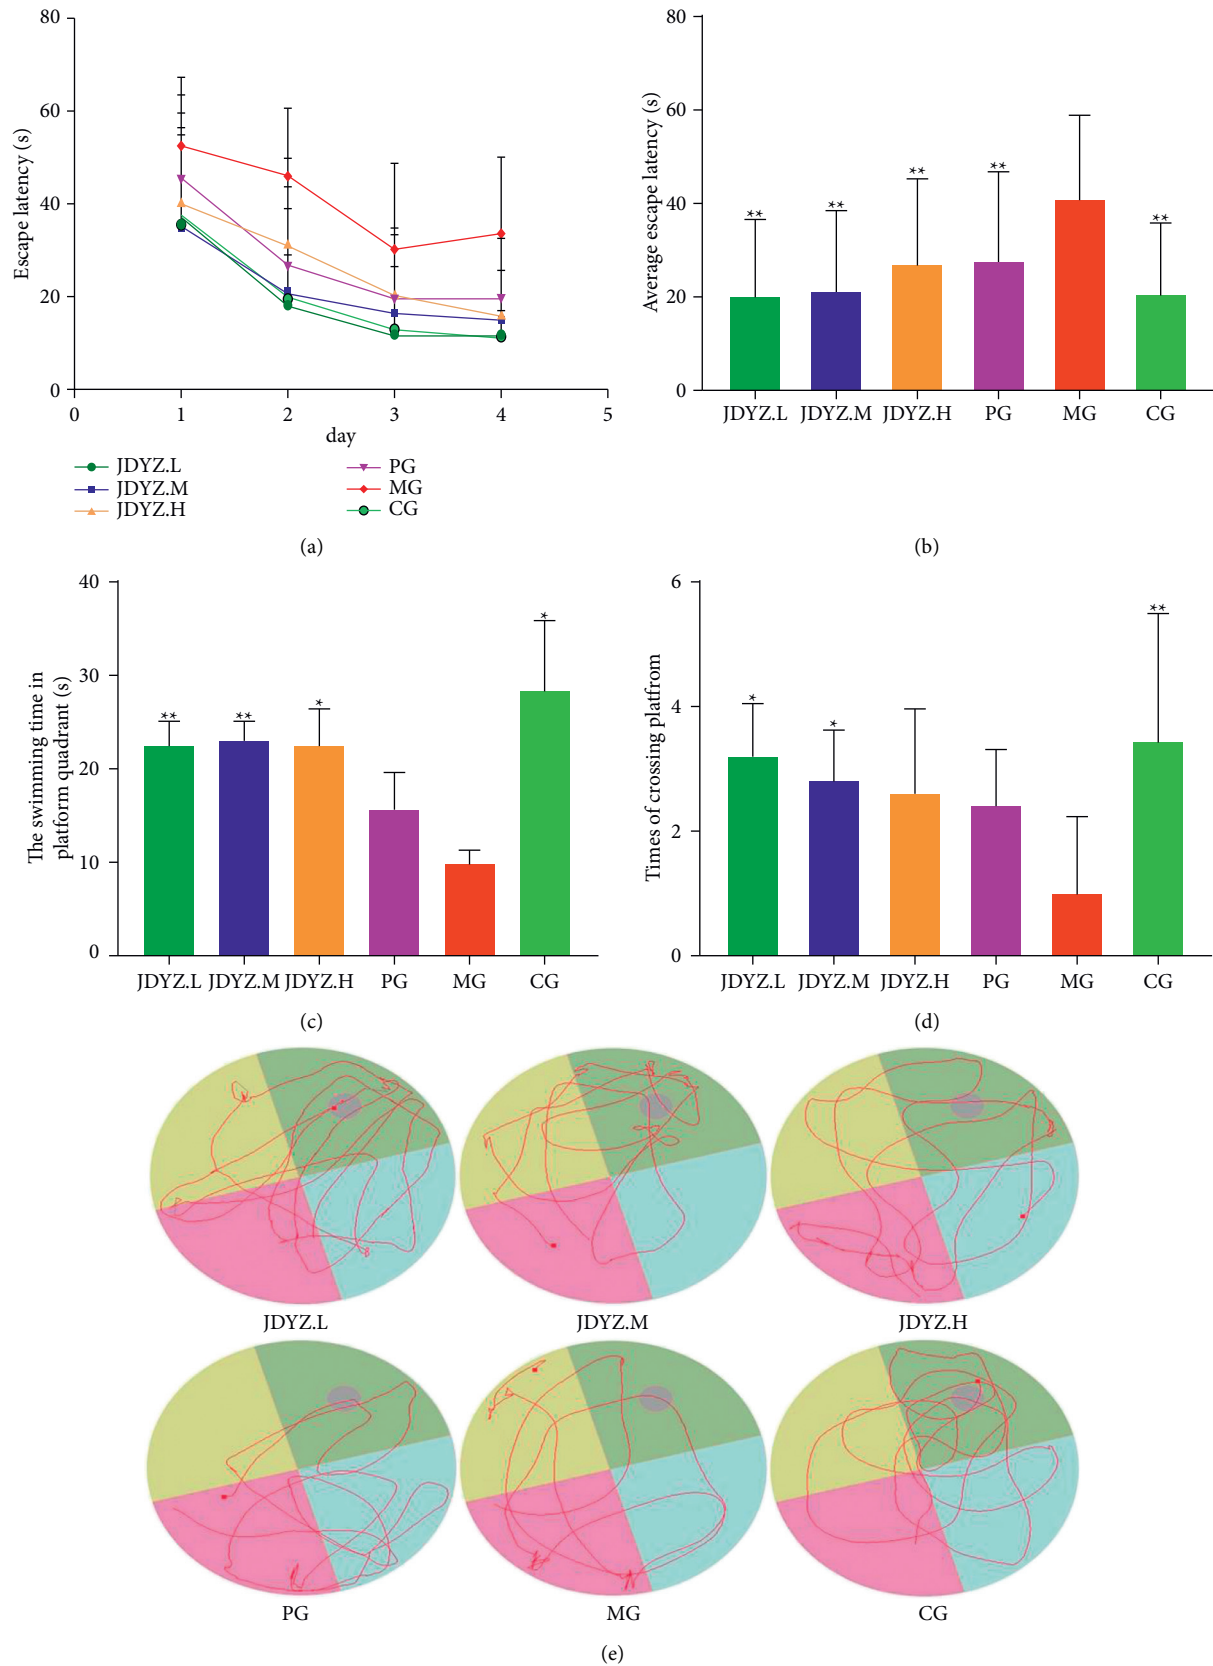 80
60
40
20
0
Escape latency (s)
0 1 2 3 4 5
day
JDYZ.L
JDYZ.M
JDYZ.H
PG
MG
CG
(a)
80
60
40
20
0
Average escape latency (s)
** ** ** ** **
JDYZ.L JDYZ.M JDYZ.H PG MG CG
(b)
40
30
20
10
0
The swimming time in
platform quadrant (s)
** ** * *
JDYZ.L JDYZ.M JDYZ.H PG MG CG
(c)
6
4
2
0
Times of crossing platfrom
* * **
JDYZ.L JDYZ.M JDYZ.H PG MG CG
(d)
JDYZ.L JDYZ.M JDYZ.H
PG MG CG
(e)